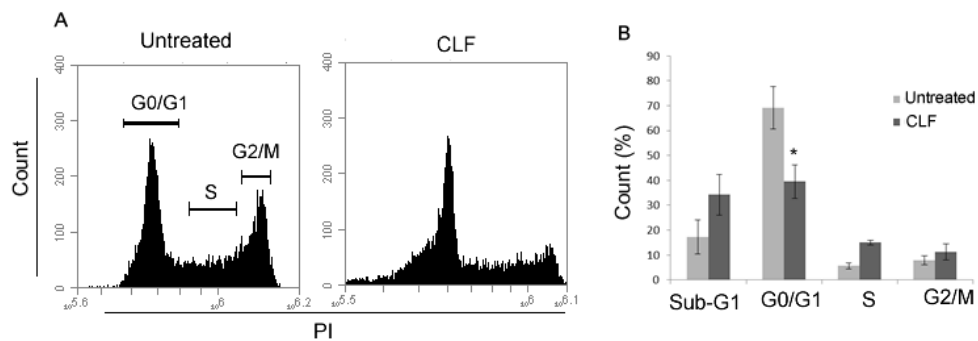 A
Untreated
CLF
B
Count
400
300
200
100
0
G0/G1
S
G2/M
10^5.6
10^6
10^6.2
400
300
200
100
0
10^5.5
10^6
10^6.1
PI
Count (%)
90
80
70
60
50
40
30
20
10
0
*
Untreated
CLF
Sub-G1
G0/G1
S
G2/M